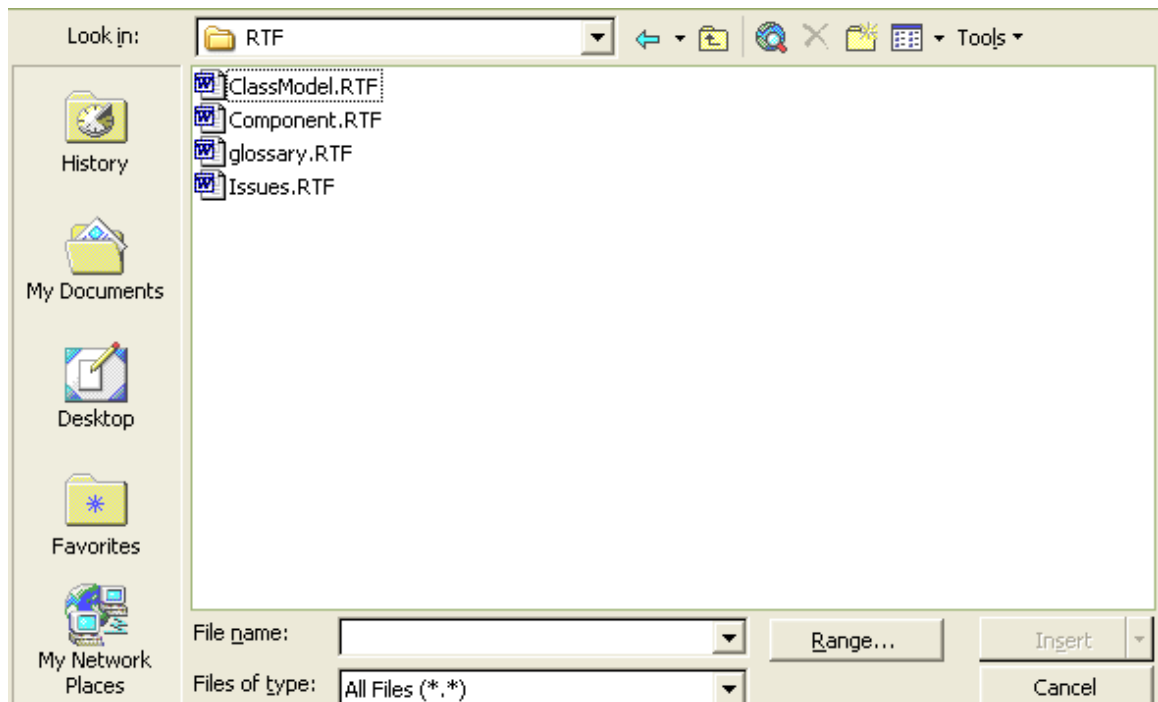 Look in:
RTF
Tools
ClassModel.RTF
Component.RTF
glossary.RTF
Issues.RTF
History
My Documents
Desktop
Favorites
My Network
Places
File name:
Range...
Insert
Files of type:
All Files (*.*)
Cancel